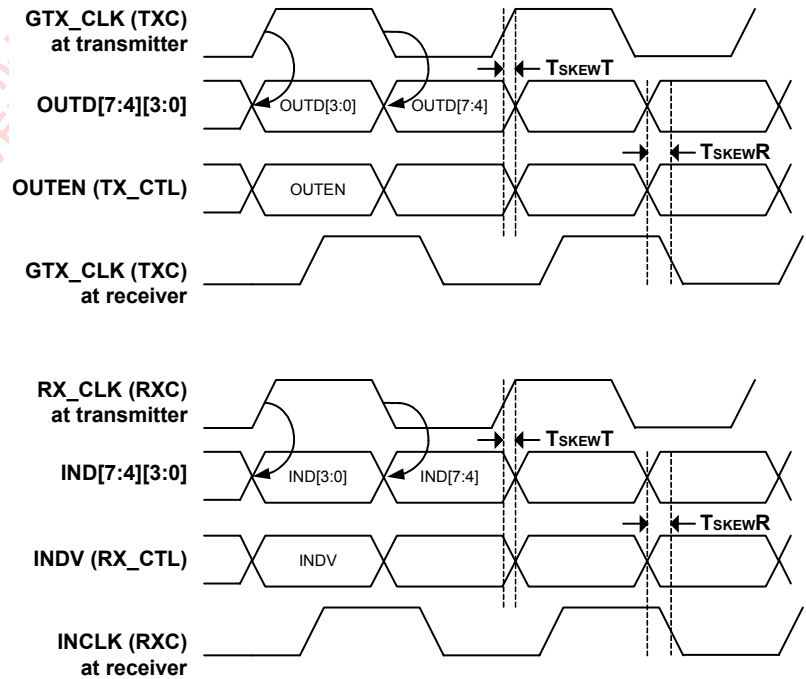 GTX_CLK (TXC)
at transmitter
TSKEWT
OUTD[7:4][3:0]
OUTD[3:0]
OUTD[7:4]
TSKEWR
OUTEN (TX_CTL)
OUTEN
GTX_CLK (TXC)
at receiver
RX_CLK (RXC)
at transmitter
TSKEWT
IND[7:4][3:0]
IND[3:0]
IND[7:4]
TSKEWR
INDV (RX_CTL)
INDV
INCLK (RXC)
at receiver